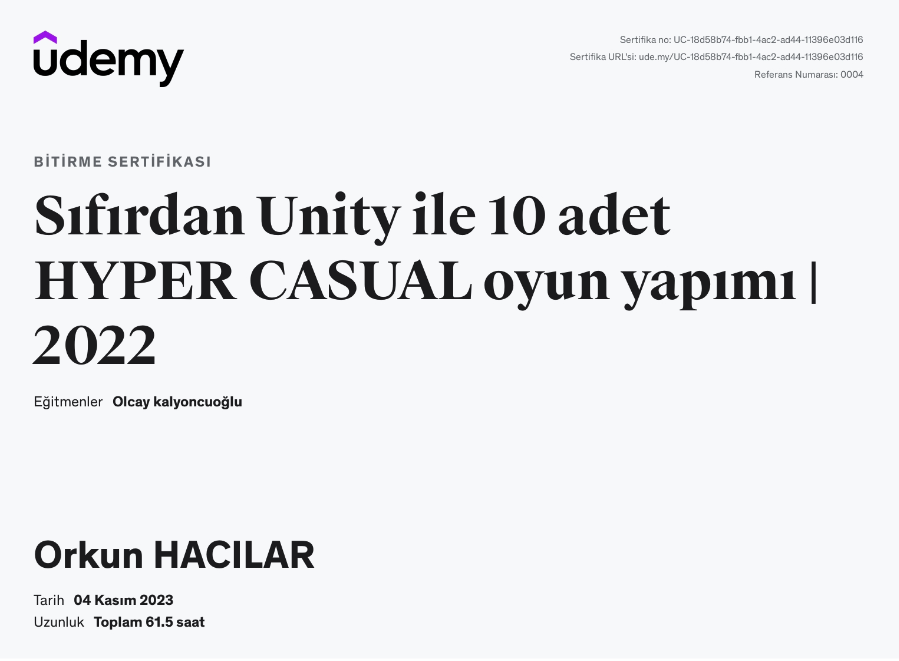 udemy
Sertifika no: UC-18d58b74-fbb1-4ac2-ad44-11396e03d116
Sertifika URL'si: ude.my/UC-18d58b74-fbb1-4ac2-ad44-11396e03d116
Referans Numarası: 0004
BİTİRME SERTİFİKASI
Sıfırdan Unity ile 10 adet
HYPER CASUAL oyun yapımı |
2022
Eğitmenler Olcay kalyoncuoğlu
Orkun HACILAR
Tarih 04 Kasım 2023
Uzunluk Toplam 61.5 saat